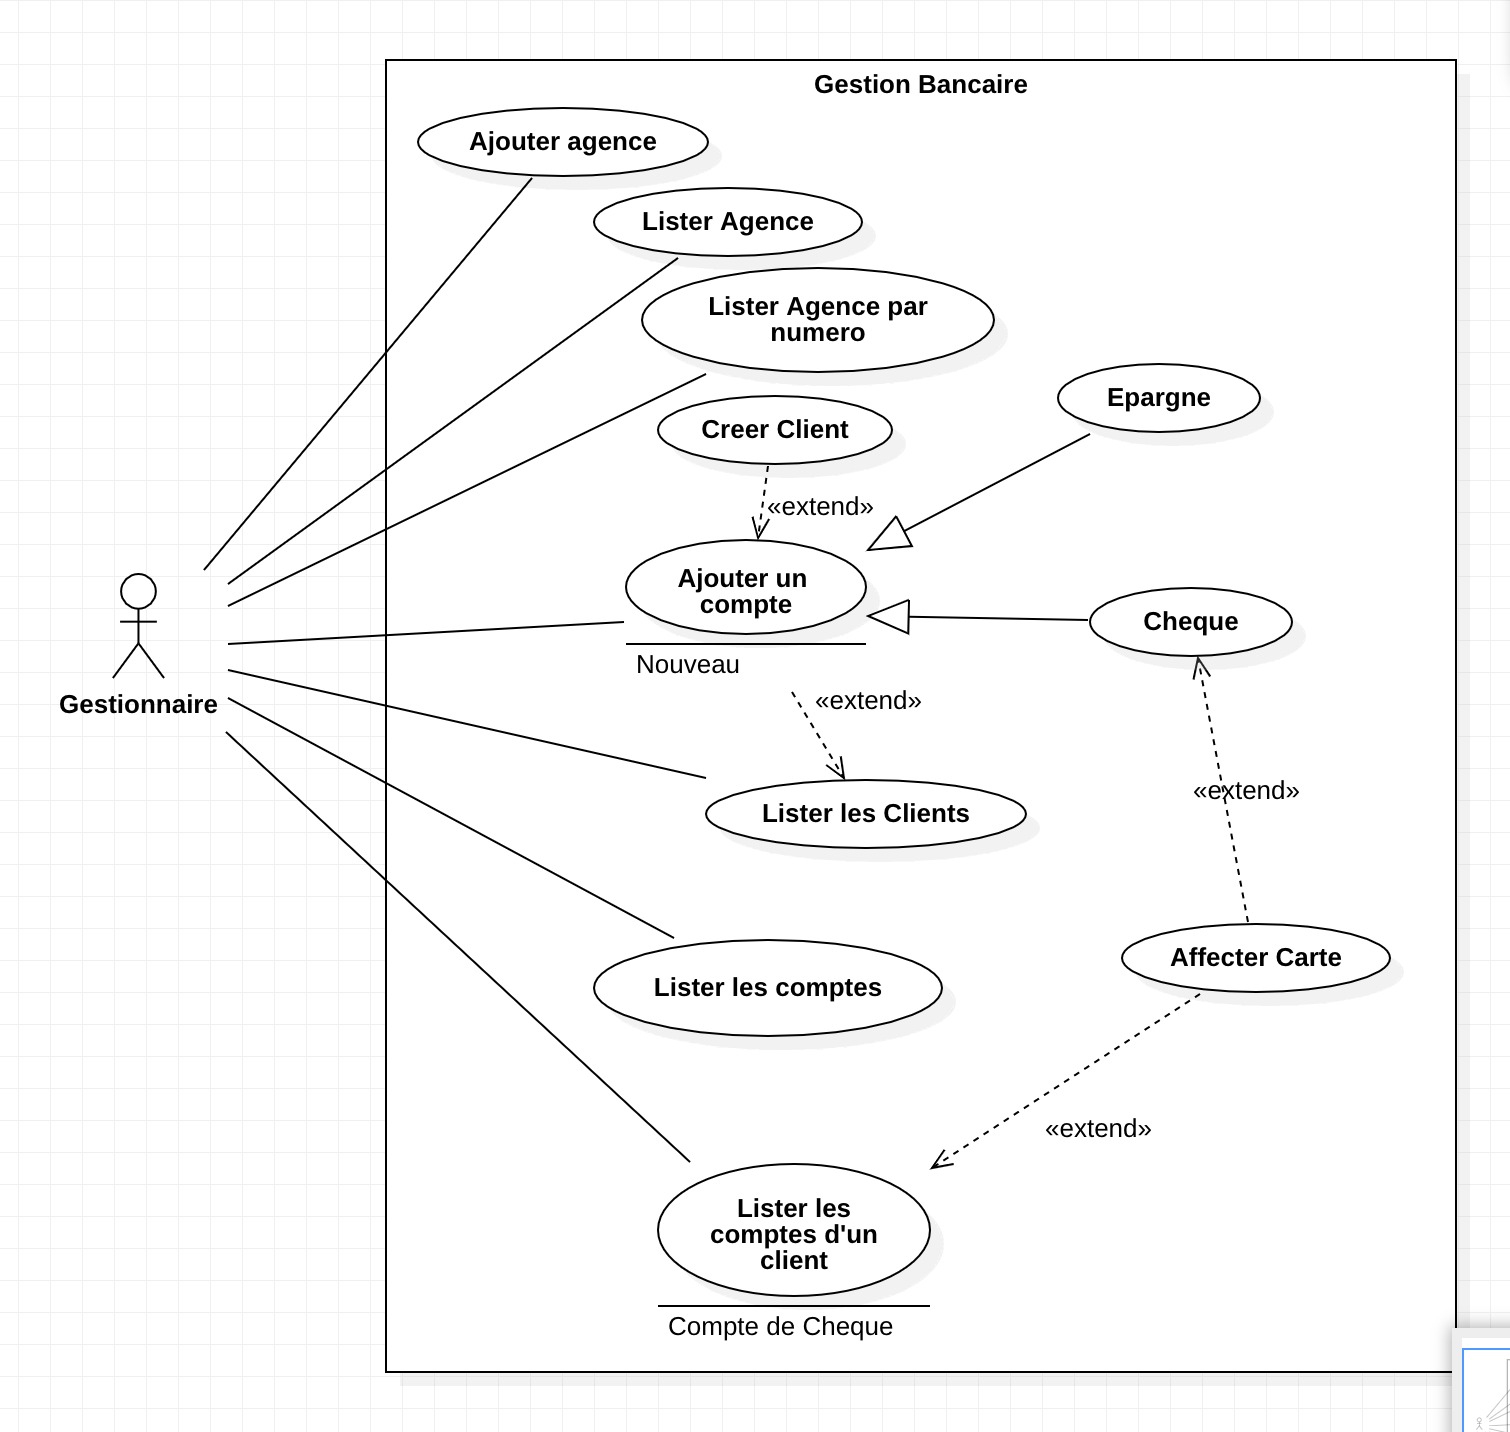 Gestion Bancaire
Ajouter agence
Lister Agence
Lister Agence par
numero
Epargne
Creer Client
«extend»
Ajouter un
compte
Cheque
Nouveau
Gestionnaire
«extend»
«extend»
Lister les Clients
Affecter Carte
Lister les comptes
«extend»
Lister les
comptes d'un
client
Compte de Cheque